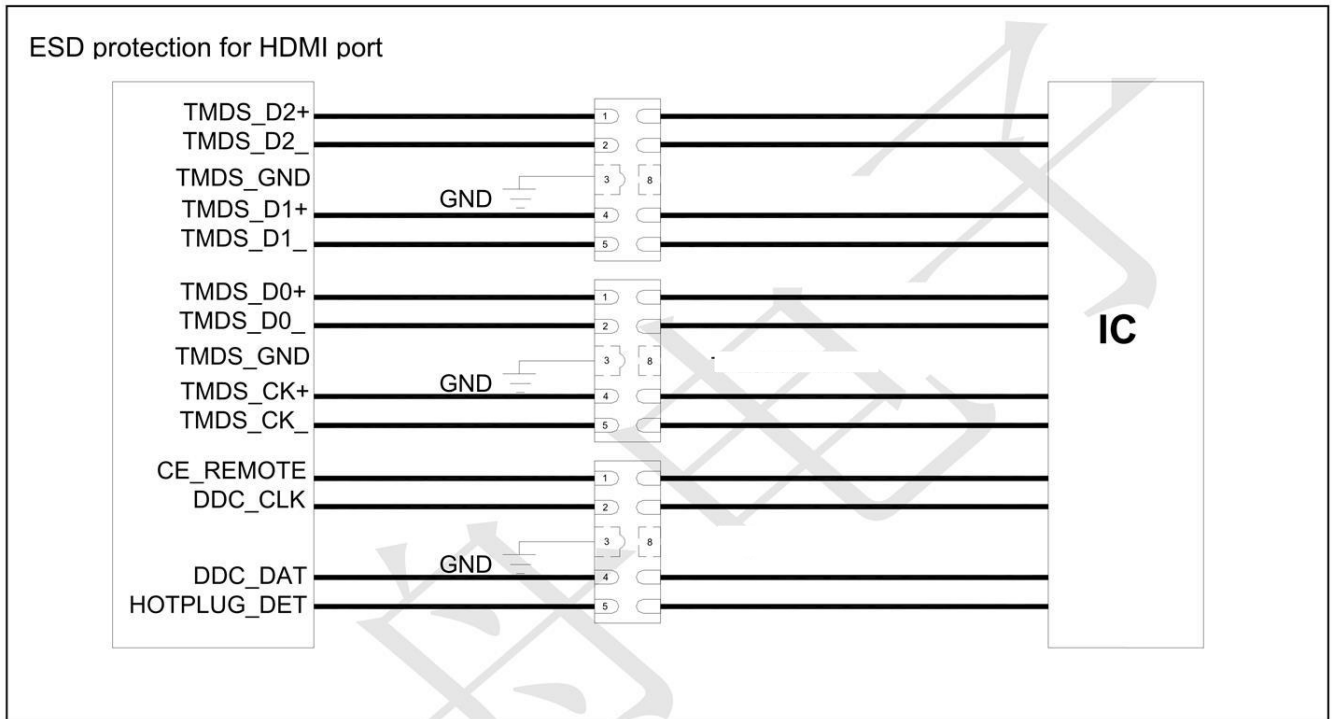 ESD protection for HDMI port
TMDS_D2+
TMDS_D2_
TMDS_GND
TMDS_D1+
TMDS_D1_
GND
1
2
3 8
4
5
TMDS_D0+
TMDS_D0_
TMDS_GND
TMDS_CK+
TMDS_CK_
GND
1
2
3 8
4
5
CE_REMOTE
DDC_CLK
DDC_DAT
HOTPLUG_DET
GND
1
2
3 8
4
5
IC